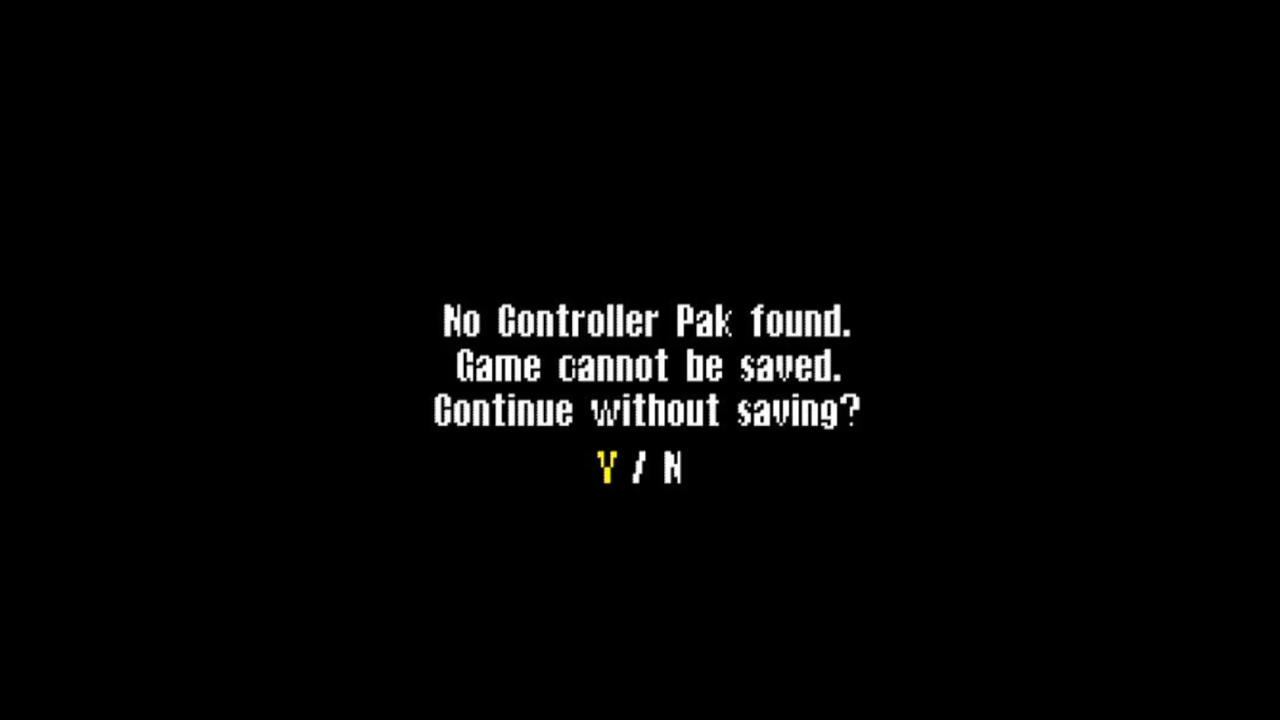 No Controller Pak found.
Game cannot be saved.
Continue without saving?
Y / N